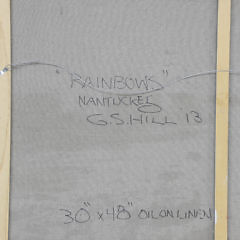 "RAINBOWS"
NANTUCKET
G.S.HILL 13
30" x 48" OIL ON LINEN